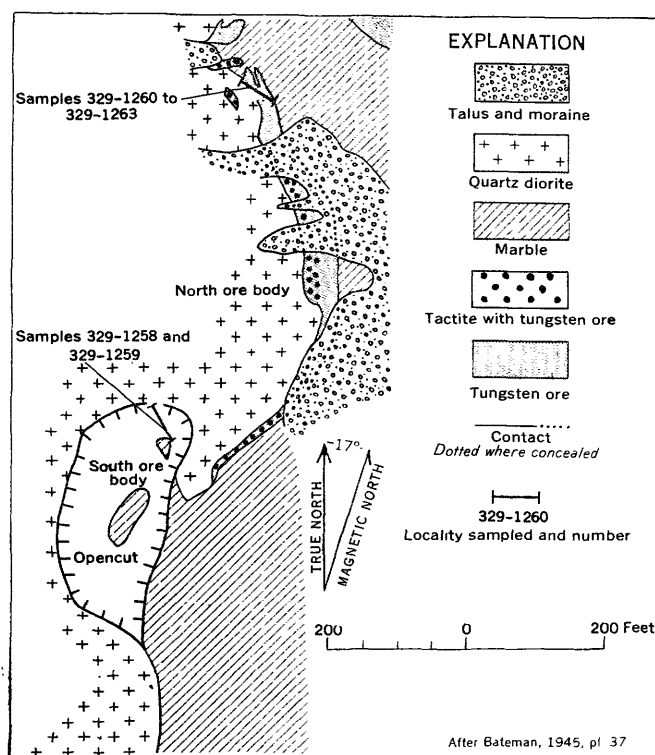 EXPLANATION
Samples 329-1260 to
329-1263
Talus and moraine
Quartz diorite
Marble
North ore body
Tactite with tungsten ore
Samples 329-1258 and
329-1259
Tungsten ore
Contact
Dotted where concealed
South ore
body
Opencut
-17°
TRUE NORTH
MAGNETIC NORTH
329-1260
Locality sampled and number
200 0 200 Feet
After Bateman, 1945, pl 37